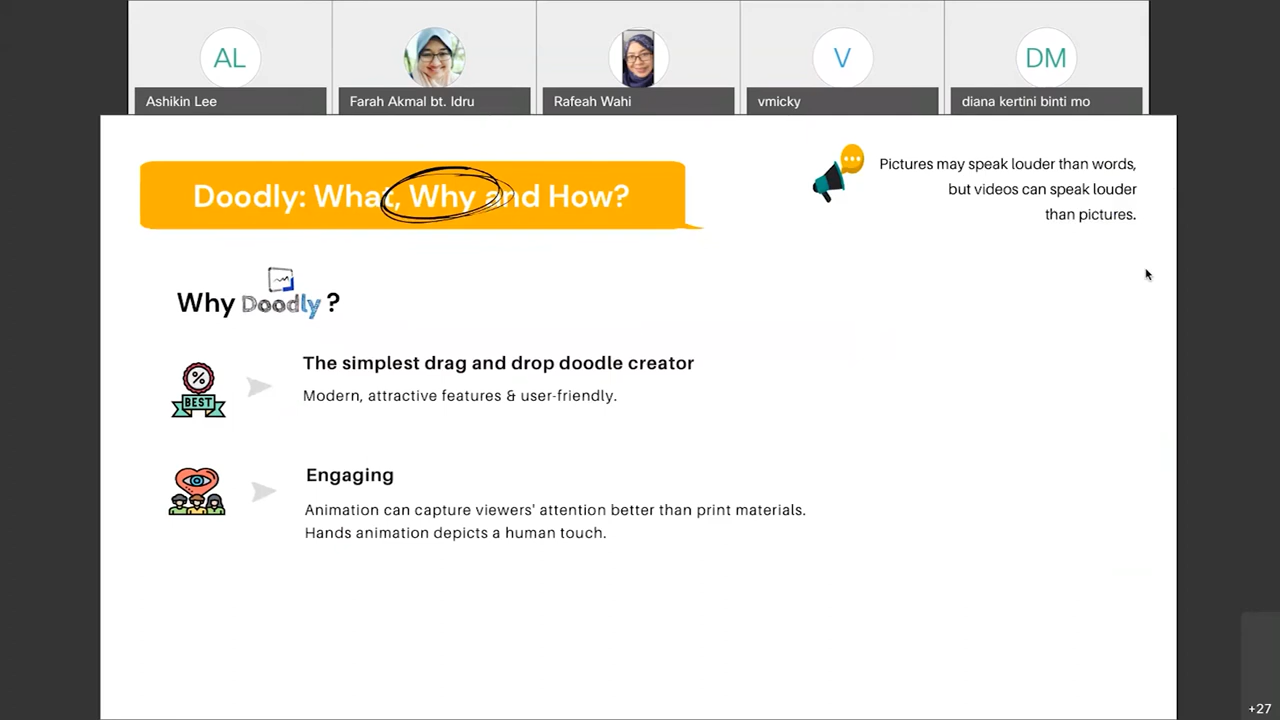 AL
V
DM
Ashikin Lee
Farah Akmal bt. Idru
Rafeah Wahi
vmicky
diana kertini binti mo
Doodly: What, Why and How?
Pictures may speak louder than words,
but videos can speak louder
than pictures.
Why Doodly ?
The simplest drag and drop doodle creator
Modern, attractive features & user-friendly.
%
BEST
Engaging
Animation can capture viewers' attention better than print materials.
Hands animation depicts a human touch.
+27